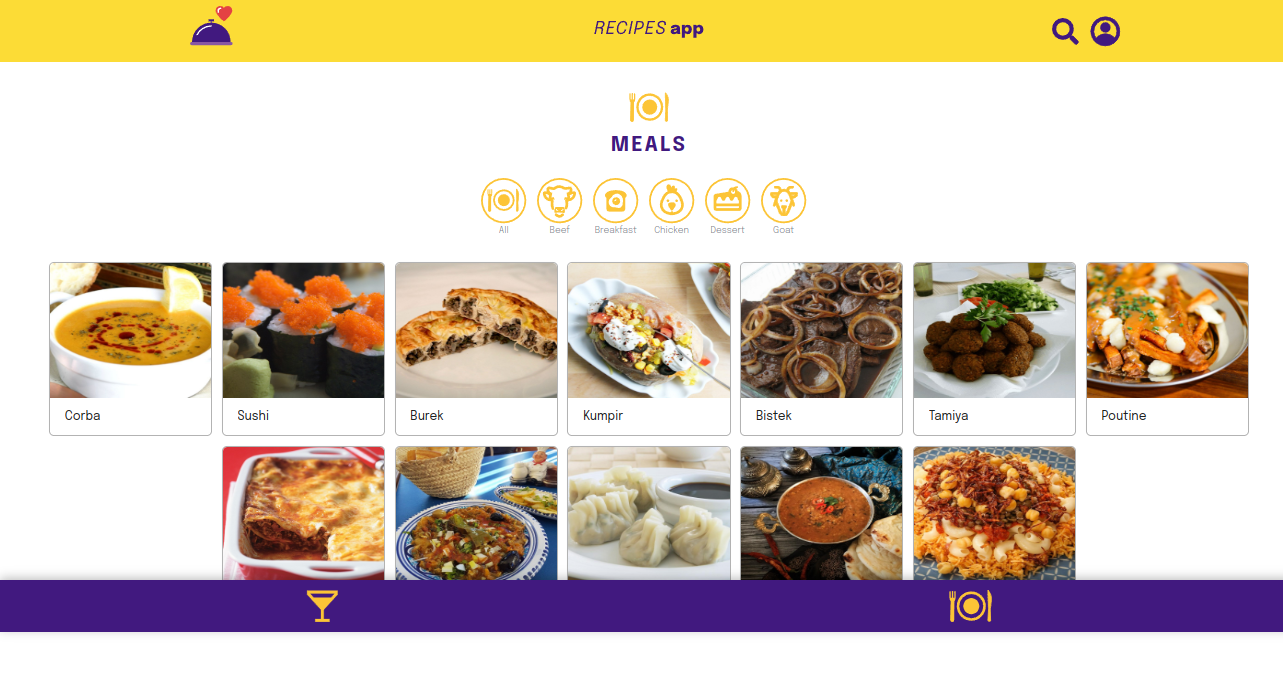 RECIPES app
MEALS
All
Beef
Breakfast
Chicken
Dessert
Goat
Corba
Sushi
Burek
Kumpir
Bistek
Tamiya
Poutine